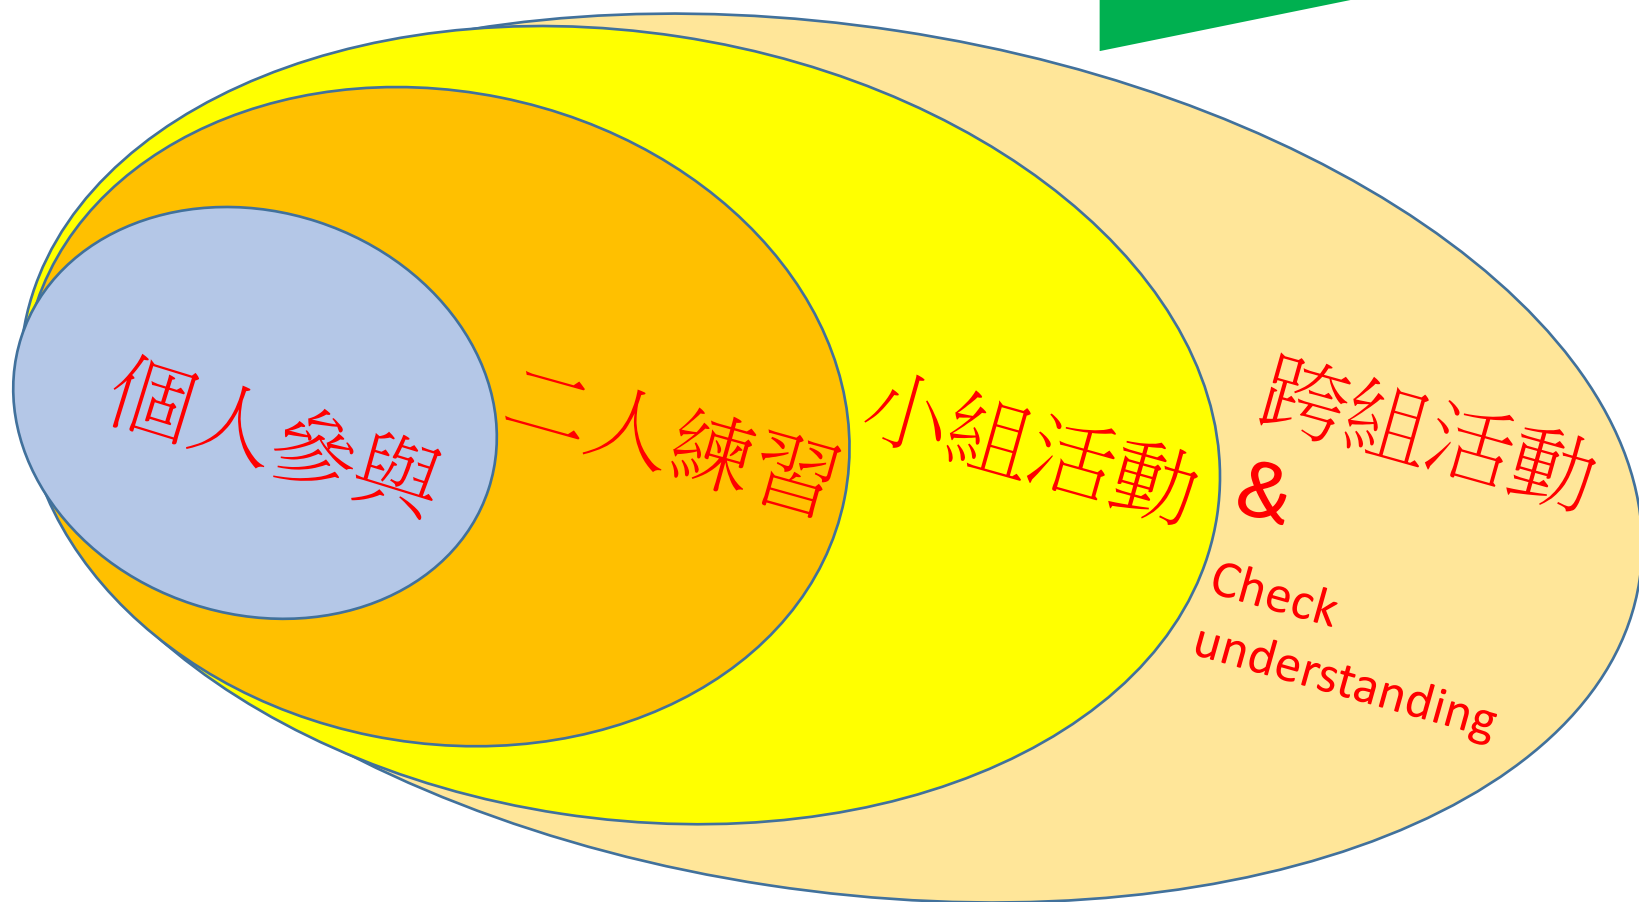 個人參與
二人練習
小組活動
跨組活動
&
Check
understanding